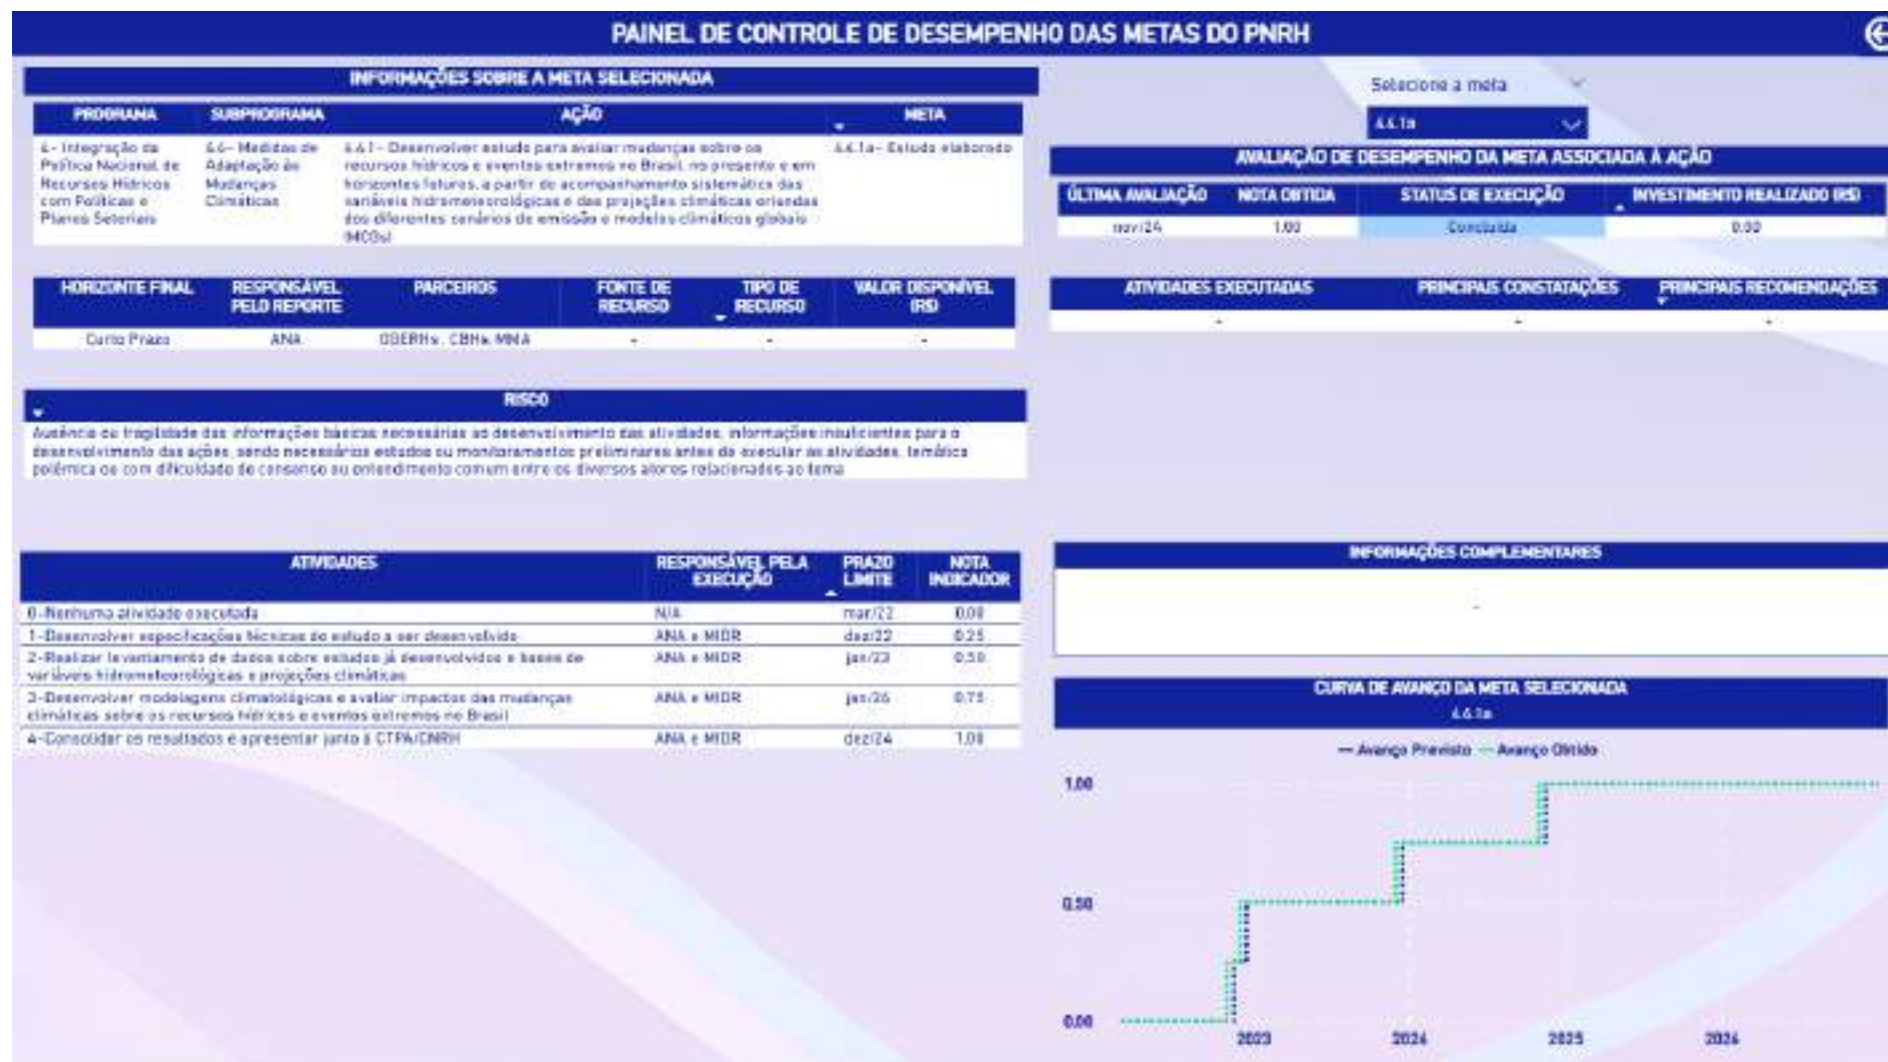 PAINEL DE CONTROLE DE DESEMPENHO DAS METAS DO PNRH
INFORMAÇÕES SOBRE A META SELECIONADA
PROGRAMA SUBPROGRAMA AÇÃO META
4- Integração da Política Nacional de Recursos Hídricos com Políticas e Planos Setoriais
4.4- Medidas de Adaptação às Mudanças Climáticas
4.4.1- Desenvolver estudo para avaliar mudanças sobre os
recursos hídricos e eventos extremos no Brasil, no presente e em
horizontes futuros, a partir do acompanhamento sistemático das
variáveis hidrometeorológicas e das projeções climáticas oriundas
dos diferentes cenários de emissão e modelos climáticos globais
(MCGs)
4.4.1a- Estudo elaborado
HORIZONTE FINAL RESPONSÁVEL PELO REPORTE PARCEIROS FONTE DE RECURSO TIPO DE RECURSO VALOR DISPONÍVEL (R$)
Curto Prazo ANA OGERHs, CBHs, MMA - - -
RISCO
Ausência ou fragilidade das informações básicas necessárias ao desenvolvimento das atividades, informações insuficientes para o
desenvolvimento das ações, sendo necessários estudos ou monitoramentos preliminares antes de executar as atividades, temática
polêmica ou com dificuldade de consenso ou entendimento comum entre os diversos atores relacionados ao tema
ATIVIDADES RESPONSÁVEL PELA EXECUÇÃO PRAZO LIMITE NOTA INDICADOR
0-Nenhuma atividade executada N/A mar/22 0.00
1-Desenvolver especificações técnicas do estudo a ser desenvolvido ANA e MIDR dez/22 0.25
2-Realizar levantamento de dados sobre estudos já desenvolvidos e bases de ANA e MIDR jan/23 0.50
variáveis hidrometeorológicas e projeções climáticas
3-Desenvolver modelagens climatológicas e avaliar impactos das mudanças ANA e MIDR 0.75
climáticas sobre os recursos hídricos e eventos extremos no Brasil
4-Consolidar os resultados e apresentar junto à CTPA/CNRH ANA e MIDR dez/24 1.00
Selecione a meta
4.4.1a
AVALIAÇÃO DE DESEMPENHO DA META ASSOCIADA À AÇÃO
ÚLTIMA AVALIAÇÃO NOTA OBTIDA STATUS DE EXECUÇÃO INVESTIMENTO REALIZADO (R$)
nov/24 1.00 Concluída 0.00
ATIVIDADES EXECUTADAS PRINCIPAIS CONSTATAÇÕES PRINCIPAIS RECOMENDAÇÕES
- - -
INFORMAÇÕES COMPLEMENTARES
-
CURVA DE AVANÇO DA META SELECIONADA
4.4.1a
Avanço Previsto Avanço Obtido
1.00
0.50
0.00
2023 2024 2025 2026